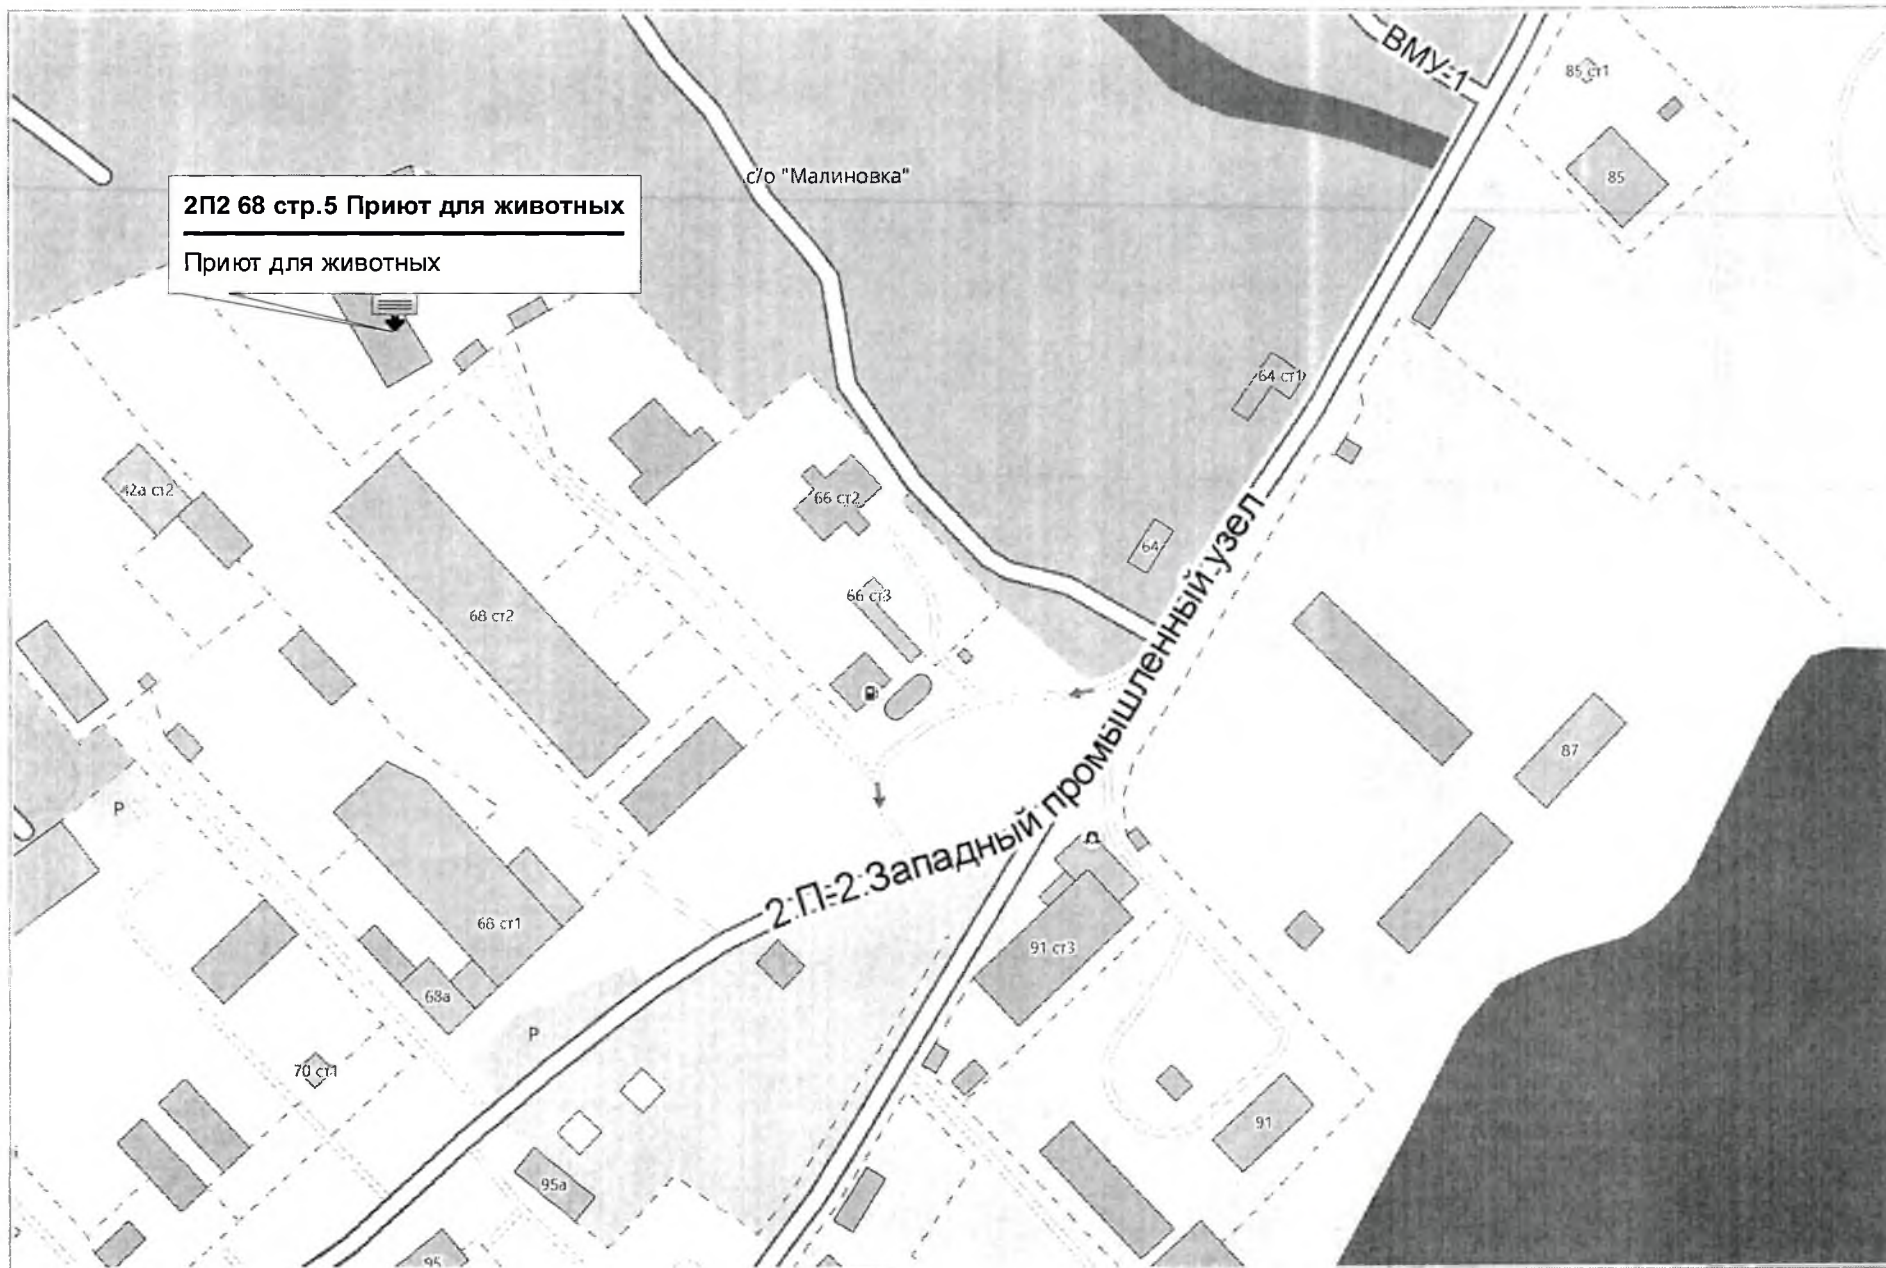 ВМУ-1
85 ст1
85
с/о "Малиновка"
2П2 68 стр.5 Приют для животных
Приют для животных
64 ст1
42а ст2
66 ст2
64
66 ст3
68 ст2
2.П-2.Западный промышленный узел
87
P
68 ст1
91 ст3
68а
P
70 ст1
91
95а
95